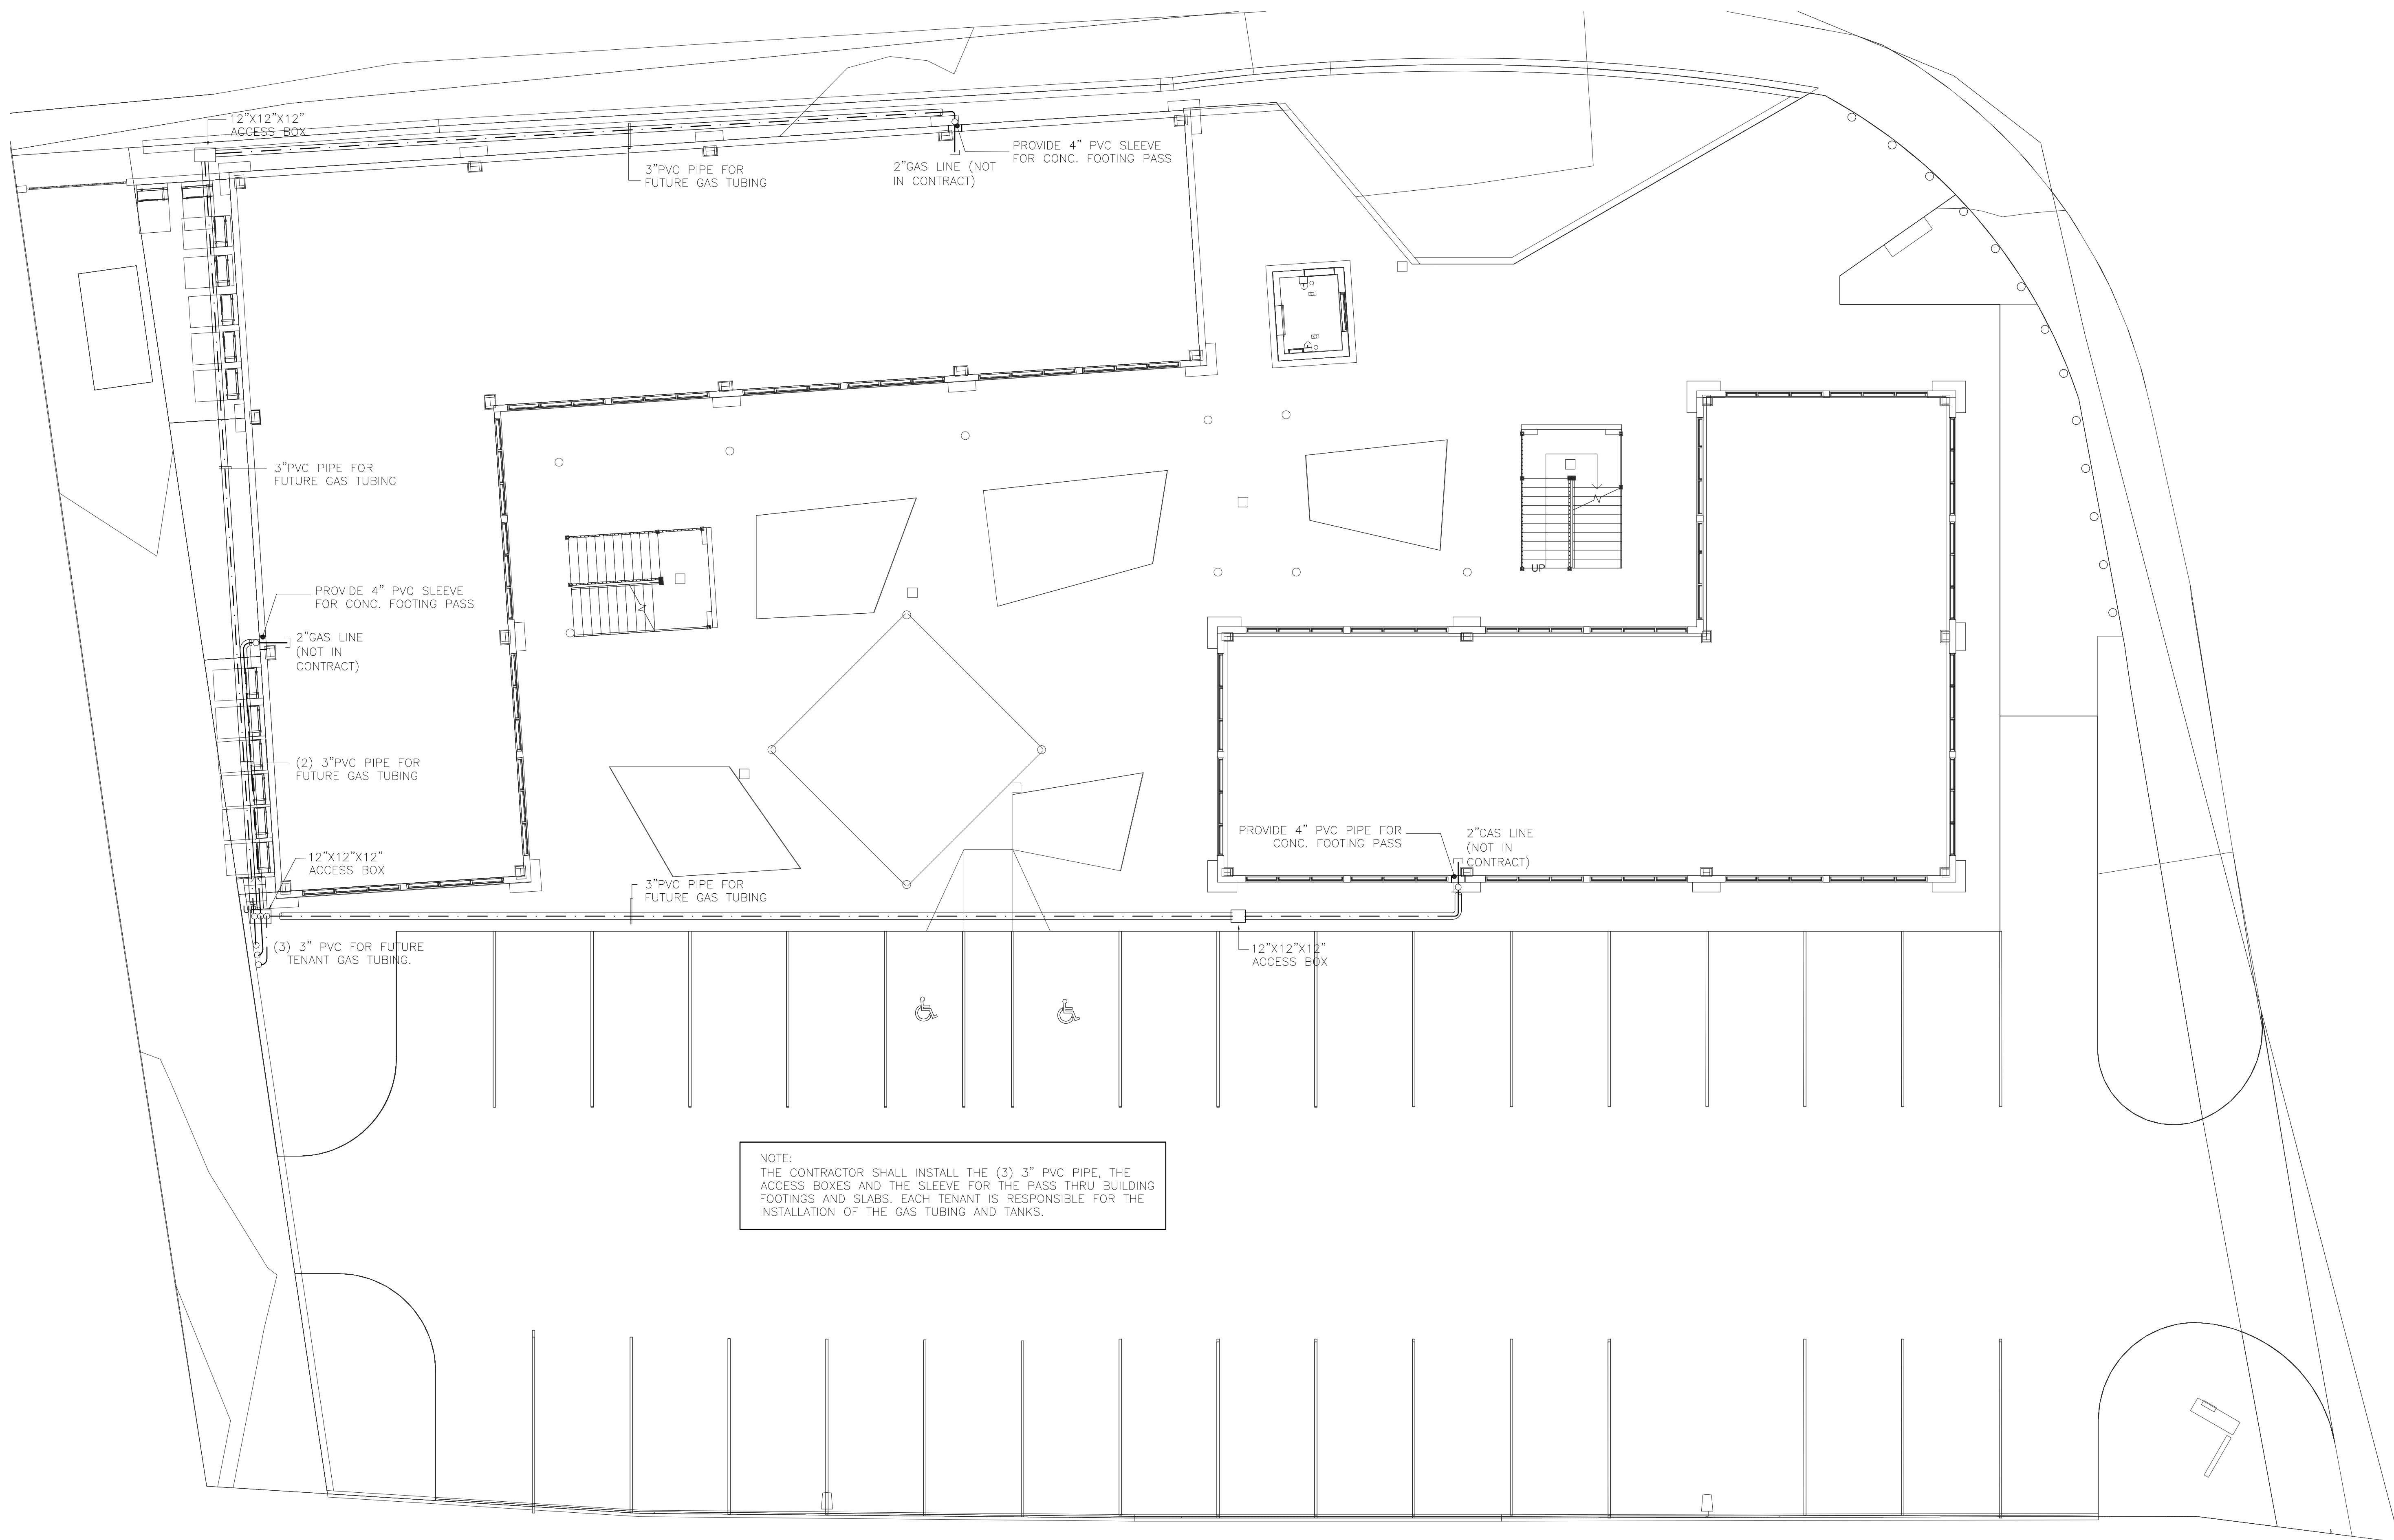 12"X12"X12"
ACCESS BOX
3"PVC PIPE FOR
FUTURE GAS TUBING
2"GAS LINE (NOT
IN CONTRACT)
PROVIDE 4" PVC SLEEVE
FOR CONC. FOOTING PASS
3"PVC PIPE FOR
FUTURE GAS TUBING
UP
PROVIDE 4" PVC SLEEVE
FOR CONC. FOOTING PASS
2"GAS LINE
(NOT IN
CONTRACT)
(2) 3"PVC PIPE FOR
FUTURE GAS TUBING
12"X12"X12"
ACCESS BOX
3"PVC PIPE FOR
FUTURE GAS TUBING
PROVIDE 4" PVC PIPE FOR
CONC. FOOTING PASS
2"GAS LINE
(NOT IN
CONTRACT)
UP
(3) 3" PVC FOR FUTURE
TENANT GAS TUBING.
12"X12"X12"
ACCESS BOX
NOTE:
THE CONTRACTOR SHALL INSTALL THE (3) 3" PVC PIPE, THE
ACCESS BOXES AND THE SLEEVE FOR THE PASS THRU BUILDING
FOOTINGS AND SLABS. EACH TENANT IS RESPONSIBLE FOR THE
INSTALLATION OF THE GAS TUBING AND TANKS.